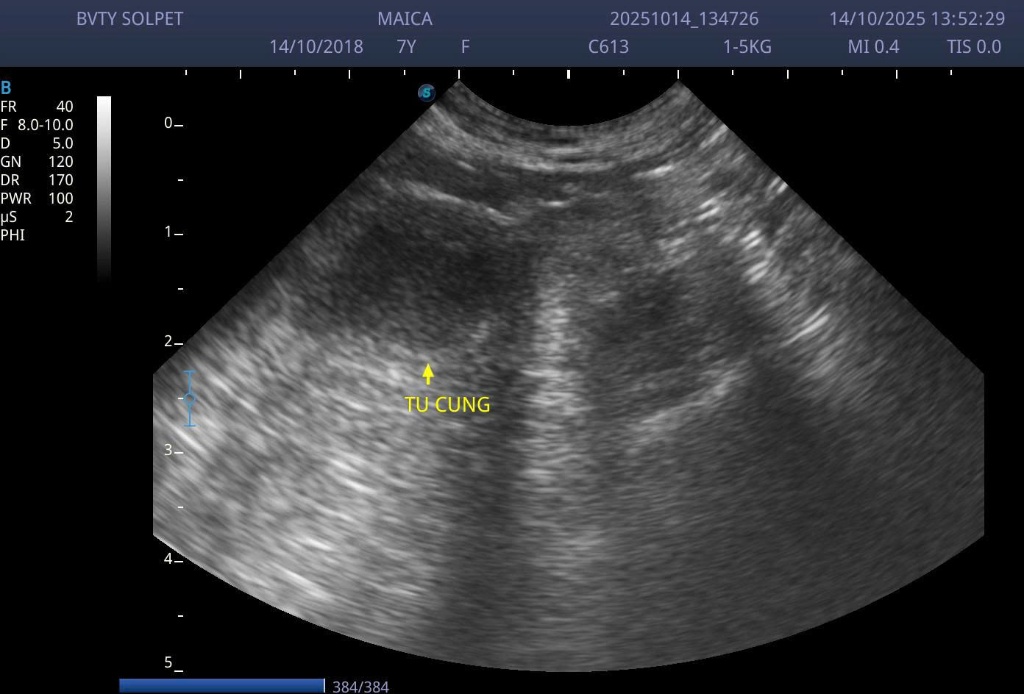 BVTY SOLPET MAICA 20251014_134726 14/10/2025 13:52:29
14/10/2018 7Y F C613 1-5KG MI 0.4 TIS 0.0
B
FR 40
F 8.0-10.0
D 5.0
GN 120
DR 170
PWR 100
µS 2
PHI
S
0
1
2
TU CUNG
3
4
5
384/384